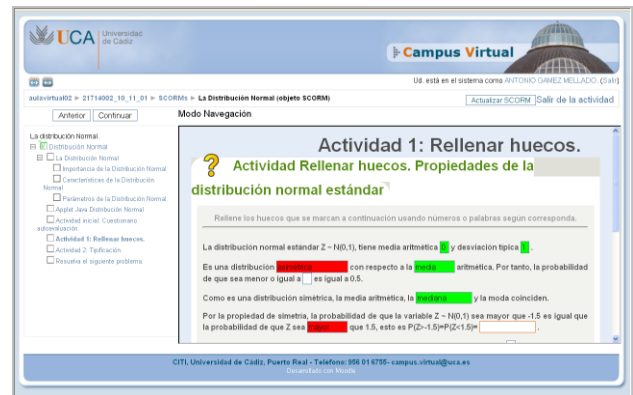 UCA Universidad
de Cádiz
Campus Virtual
Ud. está en el sistema como ANTONIO GAMEZ MELLADO. (Salir)
aulavirtual02 ► 21714002_10_11_01 ► SCORMs ► La Distribución Normal (objeto SCORM)
Actualizar SCORM Salir de la actividad
Anterior Continuar Modo Navegación
La distribución Normal.
Distribución Normal
La Distribución Normal
Importancia de la Distribución Normal
Características de la Distribución
Normal
Parámetros de la Distribución Normal
Applet Java Distribución Normal
Actividad inicial: Cuestionario
autoevaluación.
Actividad 1: Rellenar huecos.
Actividad 2: Tipificación.
Resuelva el siguiente problema.
Actividad 1: Rellenar huecos.
Actividad Rellenar huecos. Propiedades de la
distribución normal estándar
Rellene los huecos que se marcan a continuación usando números o palabras según corresponda.
La distribución normal estándar Z ~ N(0,1), tiene media aritmética 0 y desviación típica 1 .
Es una distribución asimétrica con respecto a la media aritmética. Por tanto, la probabilidad
de que sea menor o igual a es igual a 0.5.
Como es una distribución simétrica, la media aritmética, la mediana y la moda coinciden.
Por la propiedad de simetría, la probabilidad de que la variable Z ~ N(0,1) sea mayor que -1.5 es igual que
la probabilidad de que Z sea mayor que 1.5, esto es P(Z>-1.5)=P(Z<1.5)= .
CITI, Universidad de Cádiz, Puerto Real - Telefono: 956 01 6755- campus.virtual@uca.es
Desarrollado con Moodle